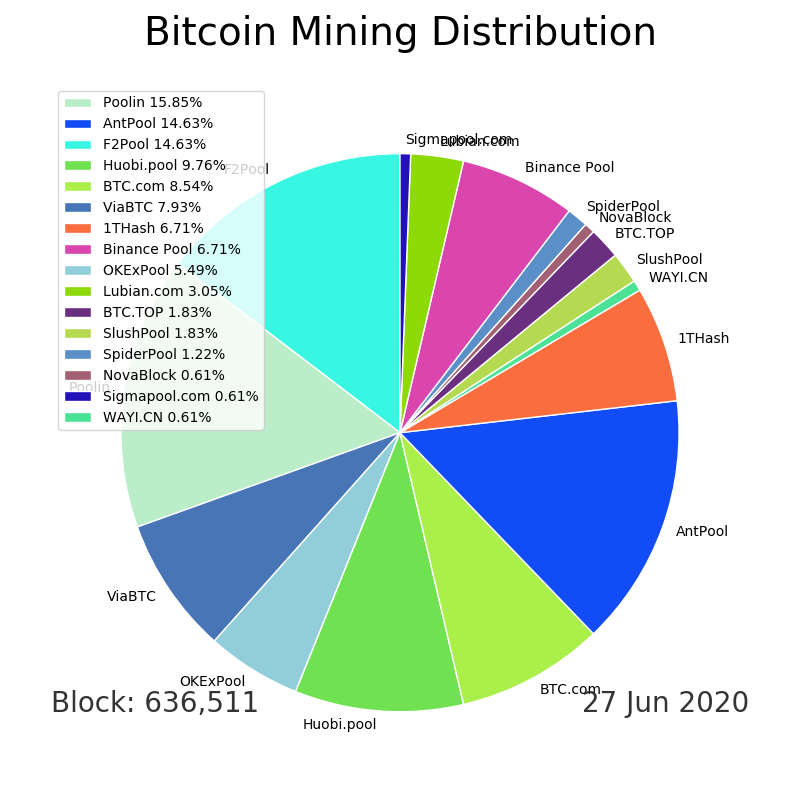 Bitcoin Mining Distribution
Poolin 15.85%
AntPool 14.63%
F2Pool 14.63%
Huobi.pool 9.76%
BTC.com 8.54%
ViaBTC 7.93%
1THash 6.71%
Binance Pool 6.71%
OKExPool 5.49%
Lubian.com 3.05%
BTC.TOP 1.83%
SlushPool 1.83%
SpiderPool 1.22%
NovaBlock 0.61%
Sigmapool.com 0.61%
WAYI.CN 0.61%
Sigmapool.com
Lubian.com
Binance Pool
SpiderPool
NovaBlock
BTC.TOP
SlushPool
WAYI.CN
1THash
AntPool
BTC.com
Huobi.pool
OKExPool
ViaBTC
Poolin
F2Pool
Block: 636,511
27 Jun 2020